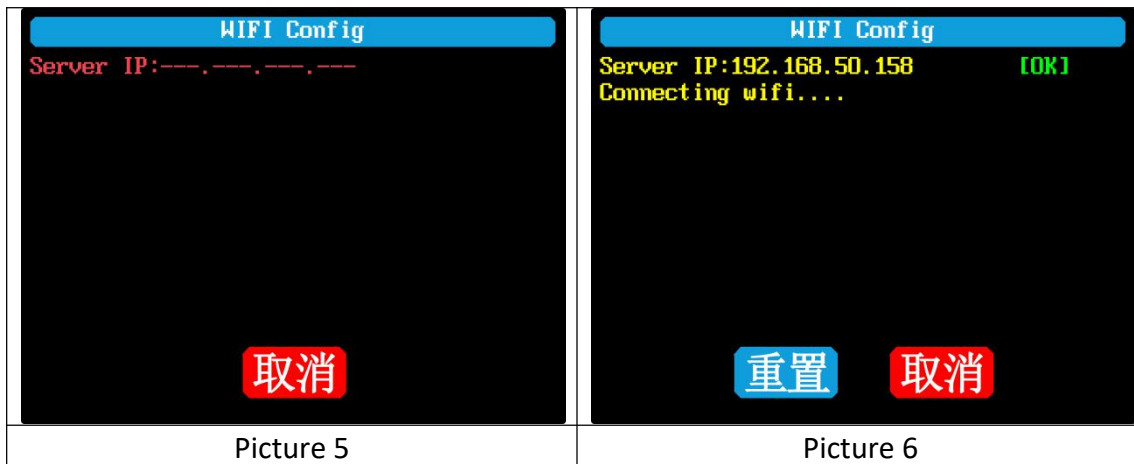 WIFI Config
Server IP:---.---.---.---
取消
Picture 5
WIFI Config
Server IP:192.168.50.158 [OK]
Connecting wifi....
重置 取消
Picture 6